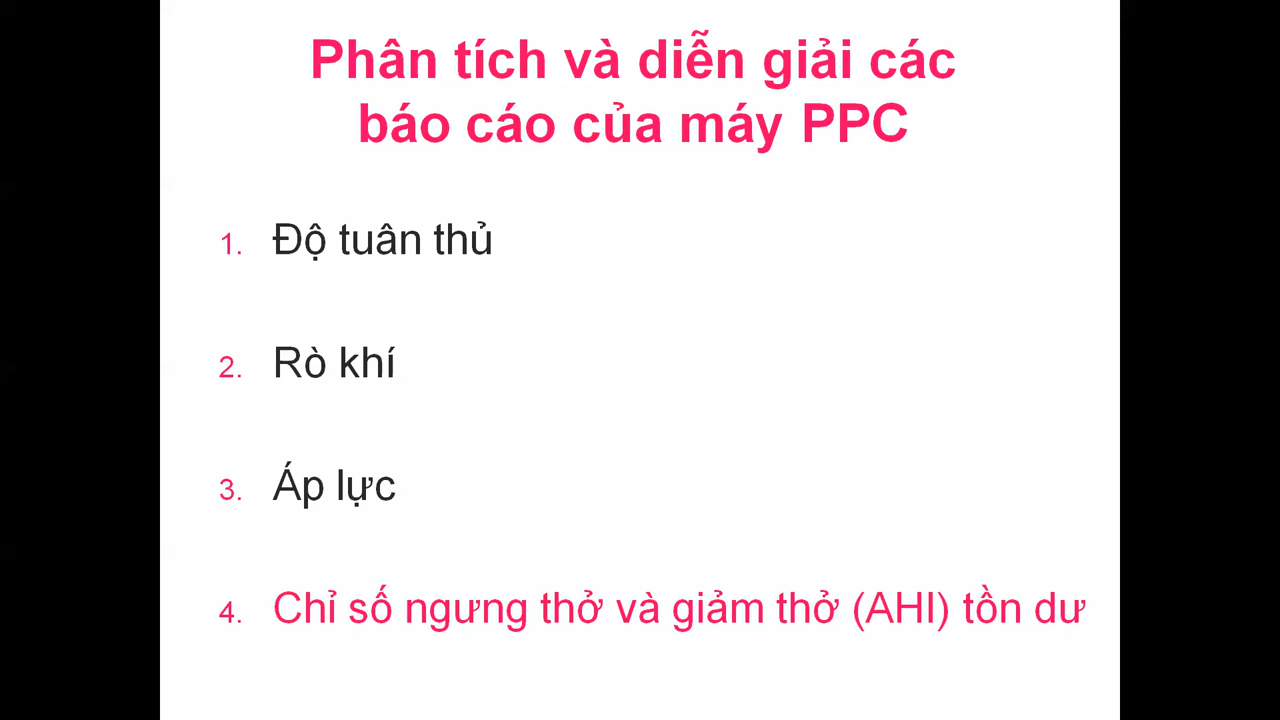 Phân tích và diễn giải các
báo cáo của máy PPC
1. Độ tuân thủ
2. Rò khí
3. Áp lực
4. Chỉ số ngưng thở và giảm thở (AHI) tồn dư